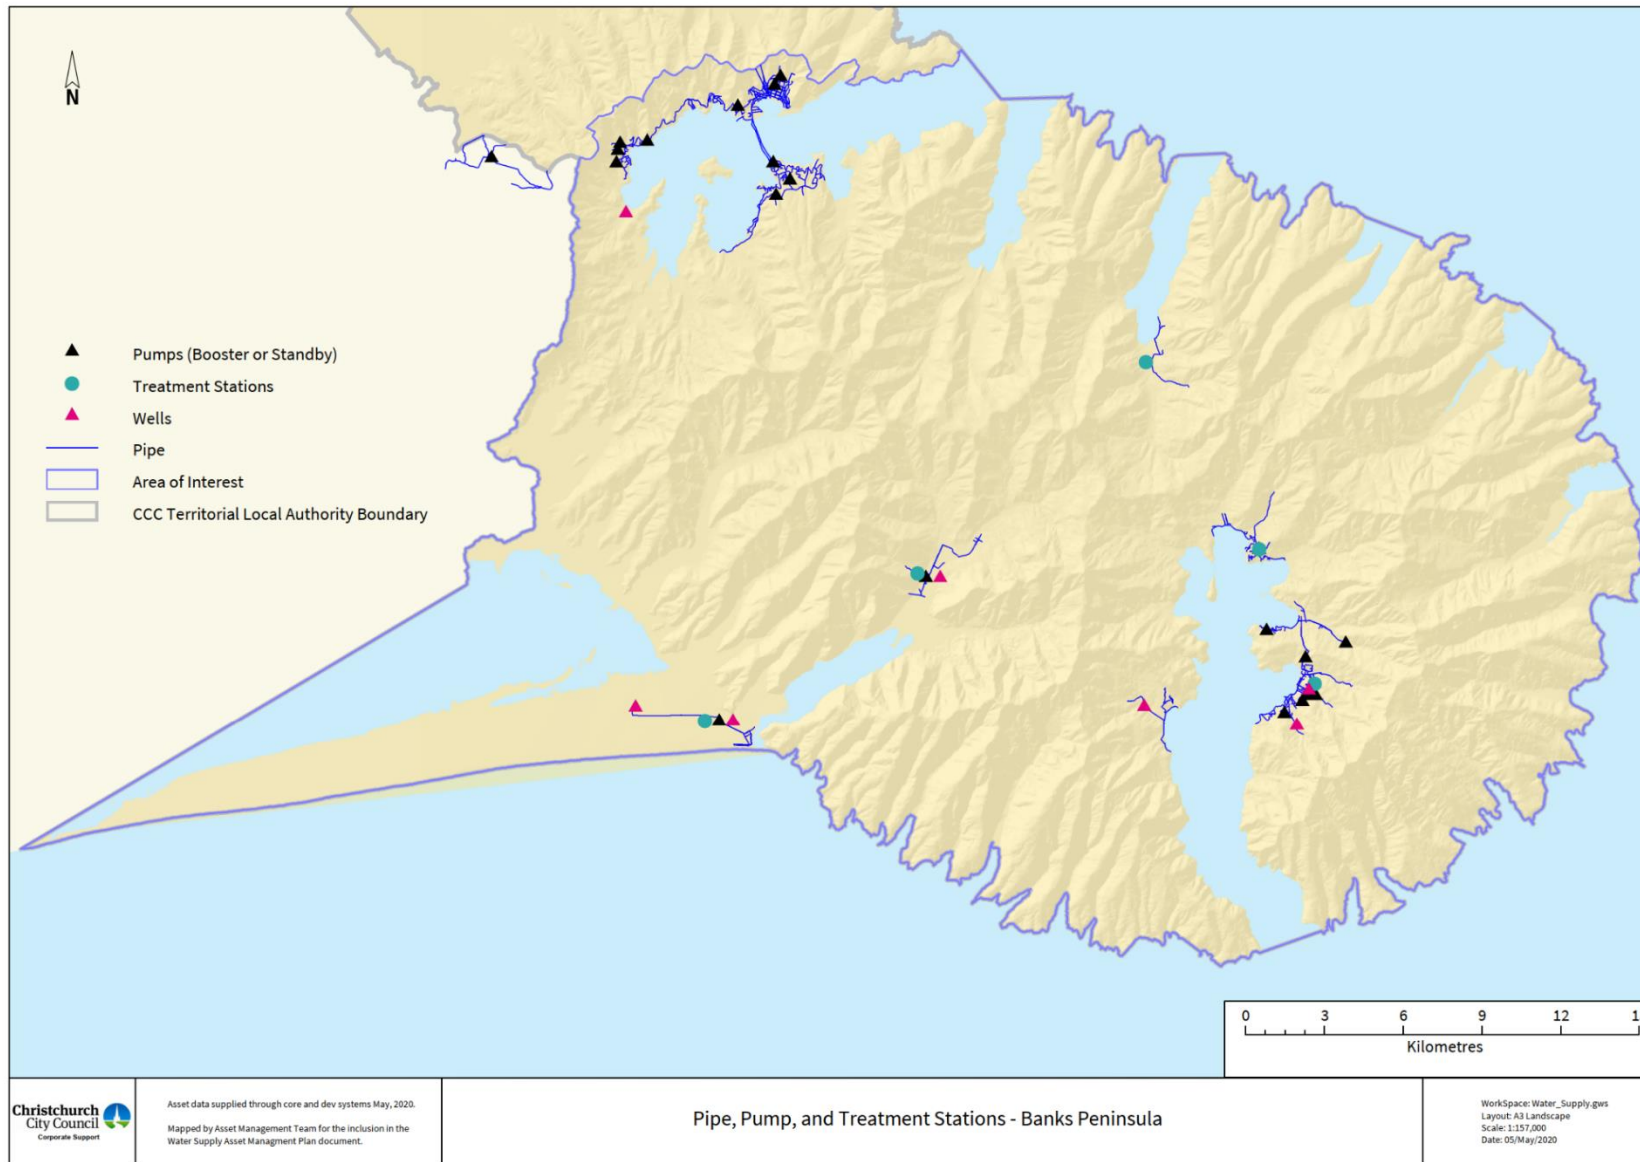 N
Pumps (Booster or Standby)
Treatment Stations
Wells
Pipe
Area of Interest
CCC Territorial Local Authority Boundary
0 3 6 9 12 1
Kilometres
Christchurch
City Council
Corporate Support
Asset data supplied through core and dev systems May, 2020.
Mapped by Asset Management Team for the inclusion in the
Water Supply Asset Managment Plan document.
Pipe, Pump, and Treatment Stations - Banks Peninsula
WorkSpace: Water_Supply.gws
Layout: A3 Landscape
Scale: 1:157,000
Date: 05/May/2020